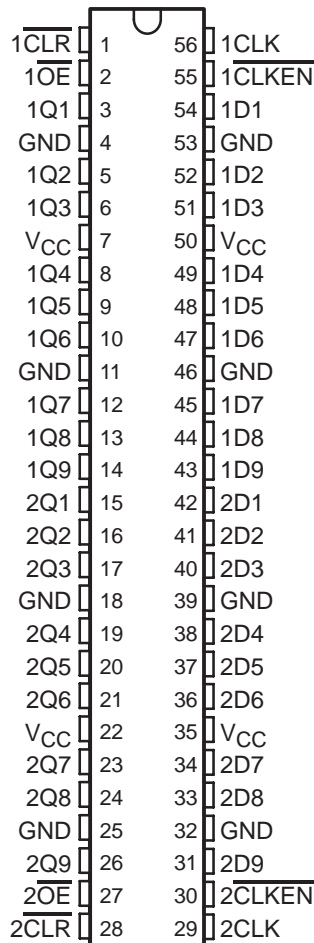 1CLR 1 56 1CLK
1OE 2 55 1CLKEN
1Q1 3 54 1D1
GND 4 53 GND
1Q2 5 52 1D2
1Q3 6 51 1D3
VCC 7 50 VCC
1Q4 8 49 1D4
1Q5 9 48 1D5
1Q6 10 47 1D6
GND 11 46 GND
1Q7 12 45 1D7
1Q8 13 44 1D8
1Q9 14 43 1D9
2Q1 15 42 2D1
2Q2 16 41 2D2
2Q3 17 40 2D3
GND 18 39 GND
2Q4 19 38 2D4
2Q5 20 37 2D5
2Q6 21 36 2D6
VCC 22 35 VCC
2Q7 23 34 2D7
2Q8 24 33 2D8
GND 25 32 GND
2Q9 26 31 2D9
2OE 27 30 2CLKEN
2CLR 28 29 2CLK